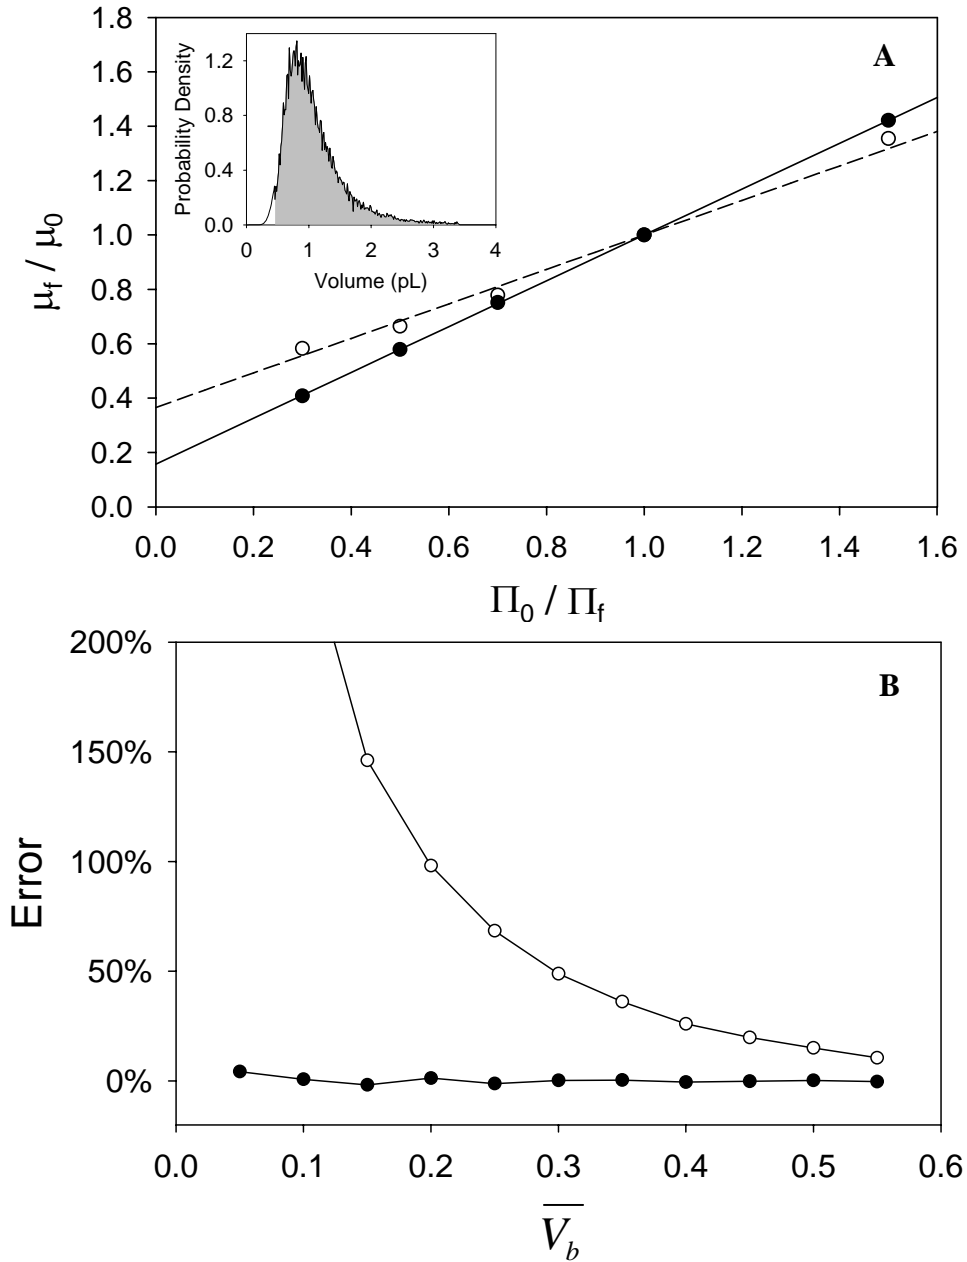 1.8
1.6
1.4
1.2
1.0
0.8
0.6
0.4
0.2
0.0
μf / μ0
A
Probability Density
1.2
0.8
0.4
0.0
0 1 2 3 4
Volume (pL)
0.0 0.2 0.4 0.6 0.8 1.0 1.2 1.4 1.6
Π0 / Πf
200%
150%
100%
50%
0%
Error
B
0.0 0.1 0.2 0.3 0.4 0.5 0.6
V̅b